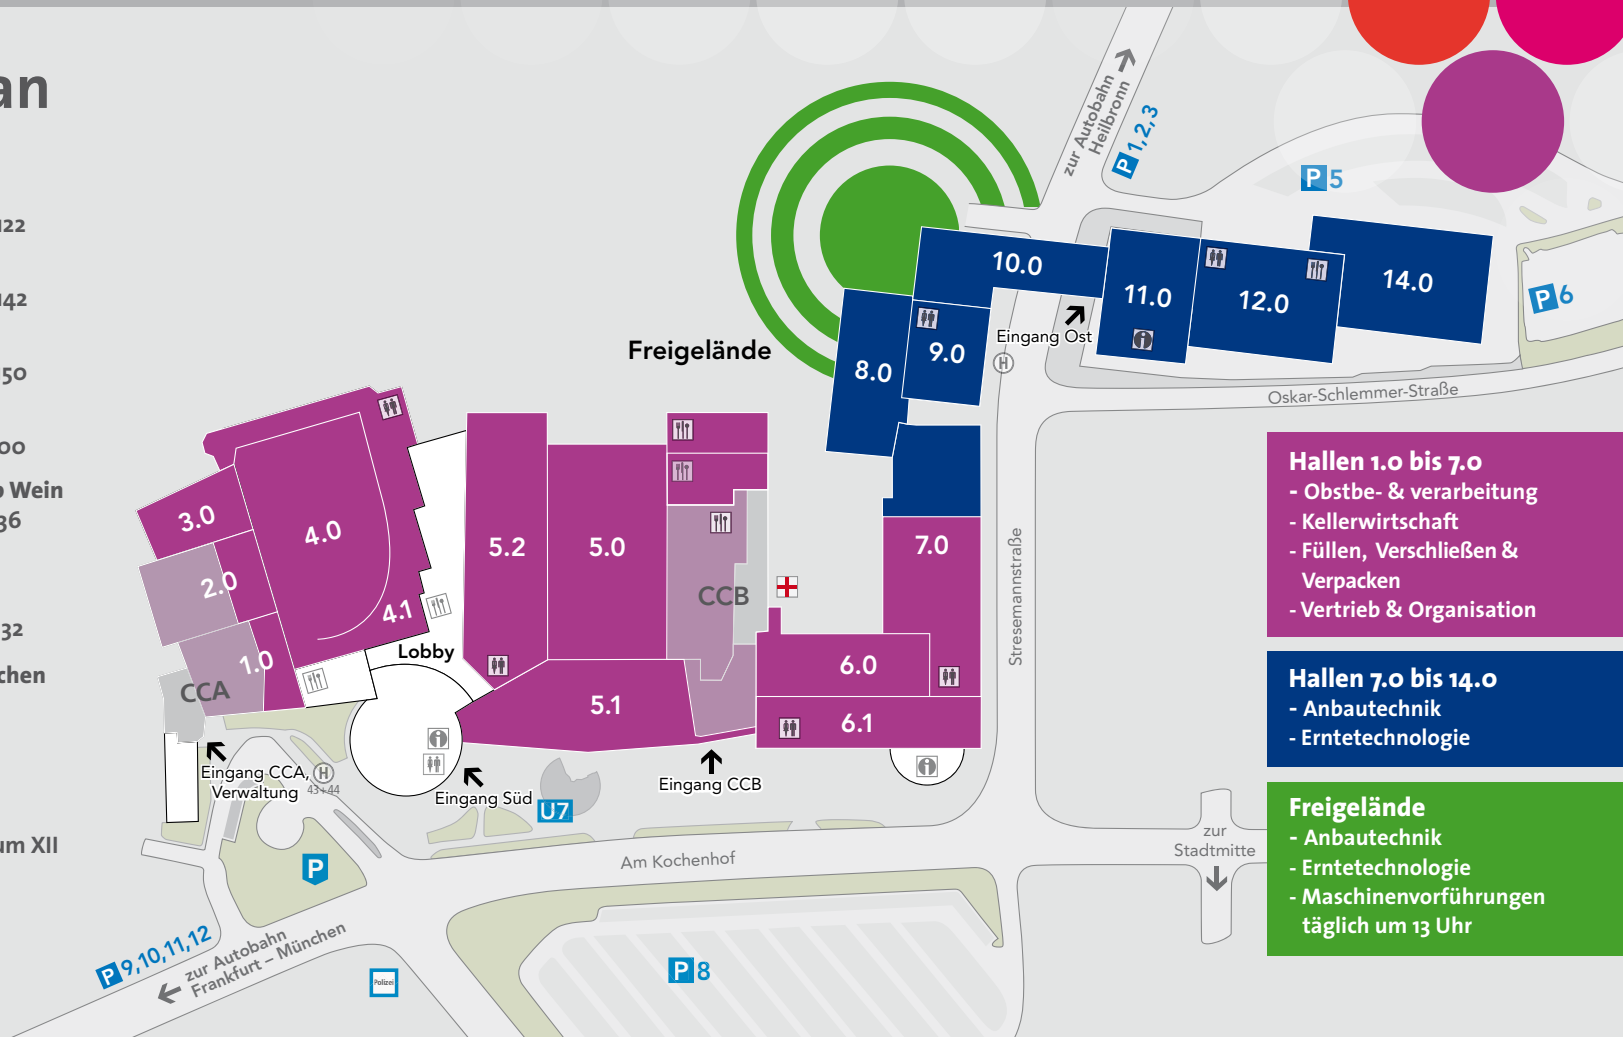 an
122
142
50
00
Wein
36
32
chen
um XII
zur Autobahn
Heilbronn
P 1, 2, 3
P 5
P 6
10.0
11.0
12.0
14.0
9.0
8.0
Eingang Ost
H
Freigelände
Oskar-Schlemmer-Straße
3.0
4.0
2.0
4.1
1.0
CCA
5.2
5.0
CCB
7.0
Stresemannstraße
Lobby
5.1
6.0
6.1
Eingang CCA,
Verwaltung
H
43+44
Eingang Süd
U7
Eingang CCB
Am Kochenhof
zur
Stadtmitte
P
P 9, 10, 11, 12
zur Autobahn
Frankfurt – München
Polizei
P 8
Hallen 1.0 bis 7.0
- Obstbe- & verarbeitung
- Kellerwirtschaft
- Füllen, Verschließen &
Verpacken
- Vertrieb & Organisation
Hallen 7.0 bis 14.0
- Anbautechnik
- Erntetechnologie
Freigelände
- Anbautechnik
- Erntetechnologie
- Maschinenvorführungen
täglich um 13 Uhr